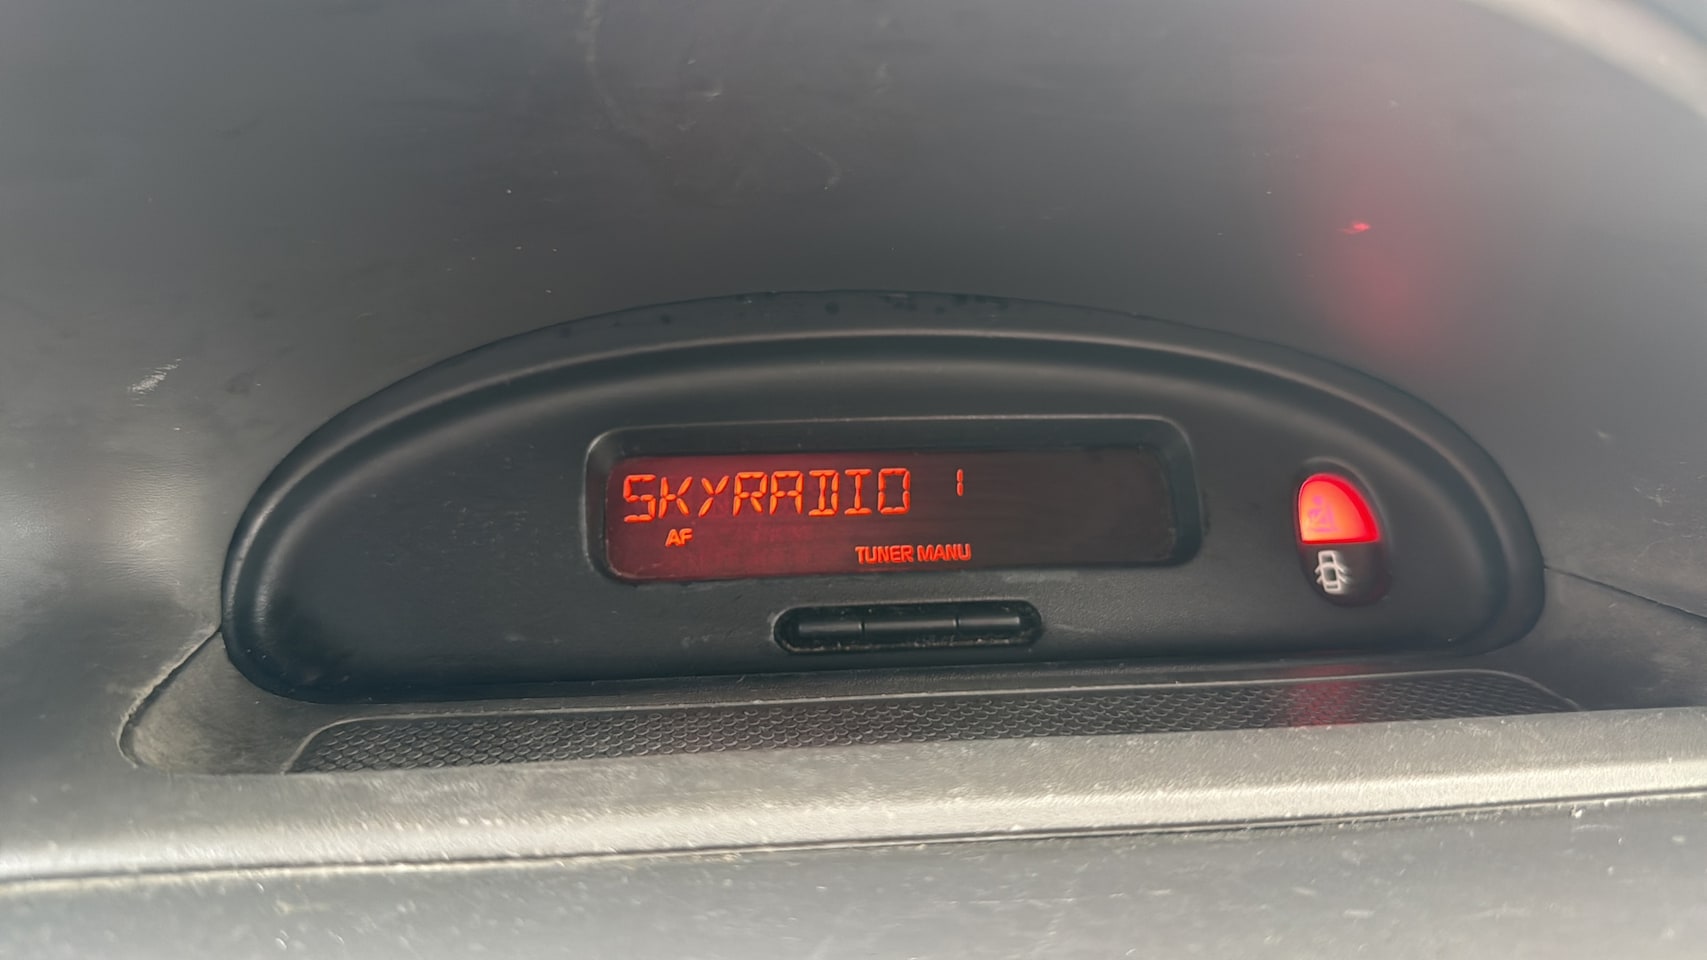 SKYRADIO 1
AF
TUNER MANU